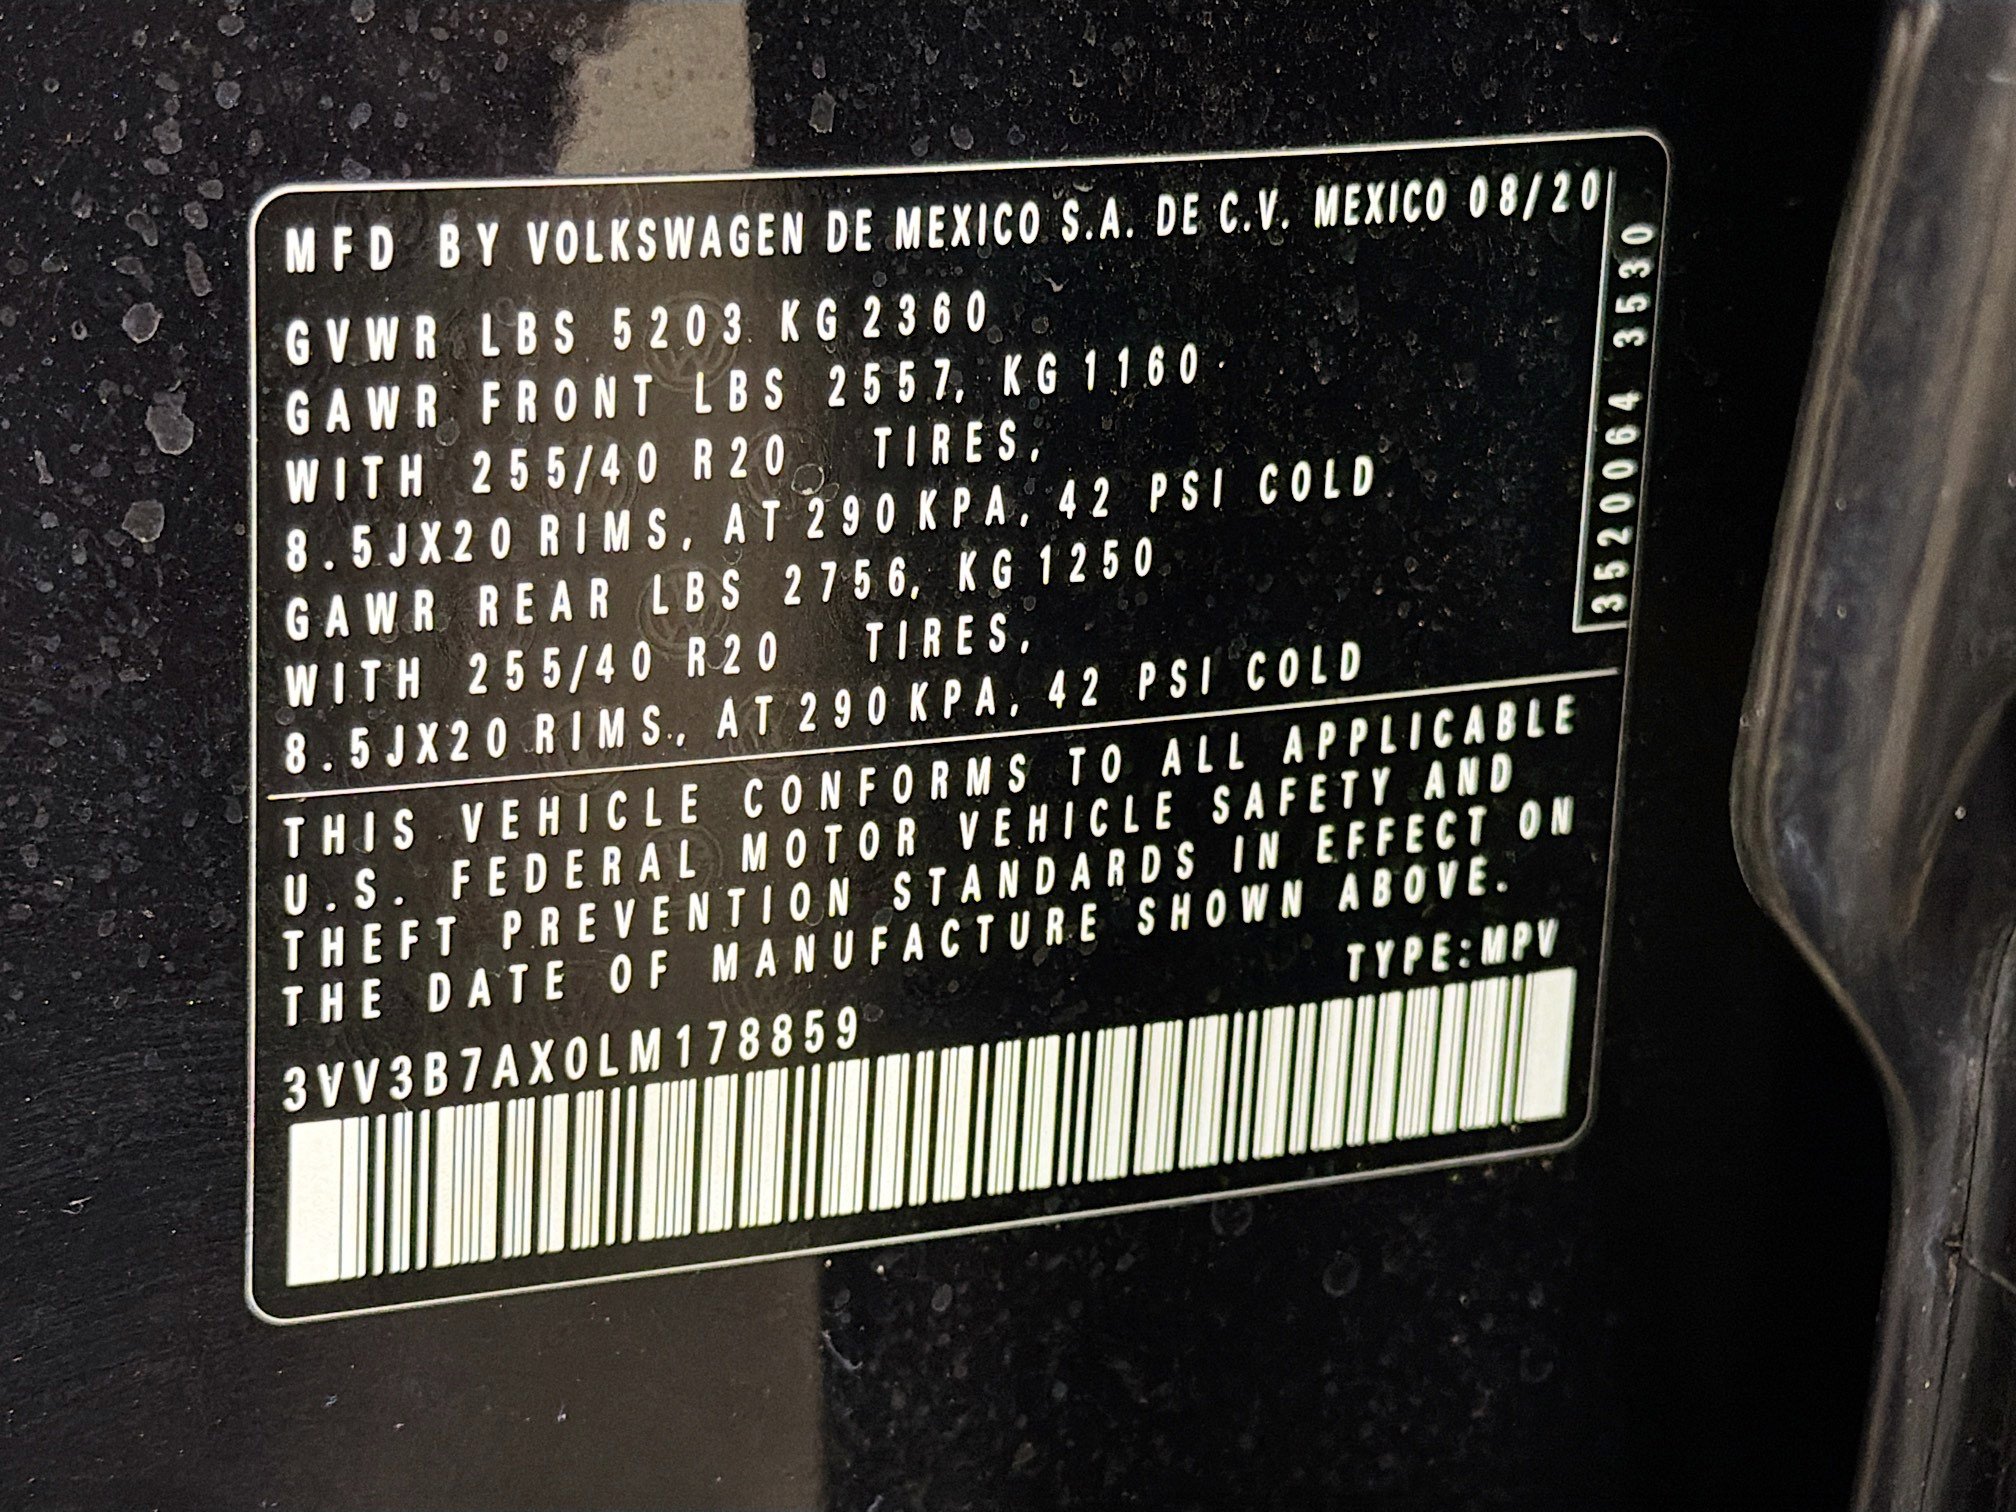 MFD BY VOLKSWAGEN DE MEXICO S.A. DE C.V. MEXICO 08/20
GVWR LBS 5203 KG 2360
GAWR FRONT LBS 2557, KG 1160
WITH 255/40 R20 TIRES,
8.5JX20 RIMS, AT 290 KPA, 42 PSI COLD
GAWR REAR LBS 2756, KG 1250
WITH 255/40 R20 TIRES,
8.5JX20 RIMS, AT 290 KPA, 42 PSI COLD
3520064 3530
THIS VEHICLE CONFORMS TO ALL APPLICABLE
U.S. FEDERAL MOTOR VEHICLE SAFETY AND
THEFT PREVENTION STANDARDS IN EFFECT ON
THE DATE OF MANUFACTURE SHOWN ABOVE.
TYPE:MPV
3VV3B7AX0LM178859